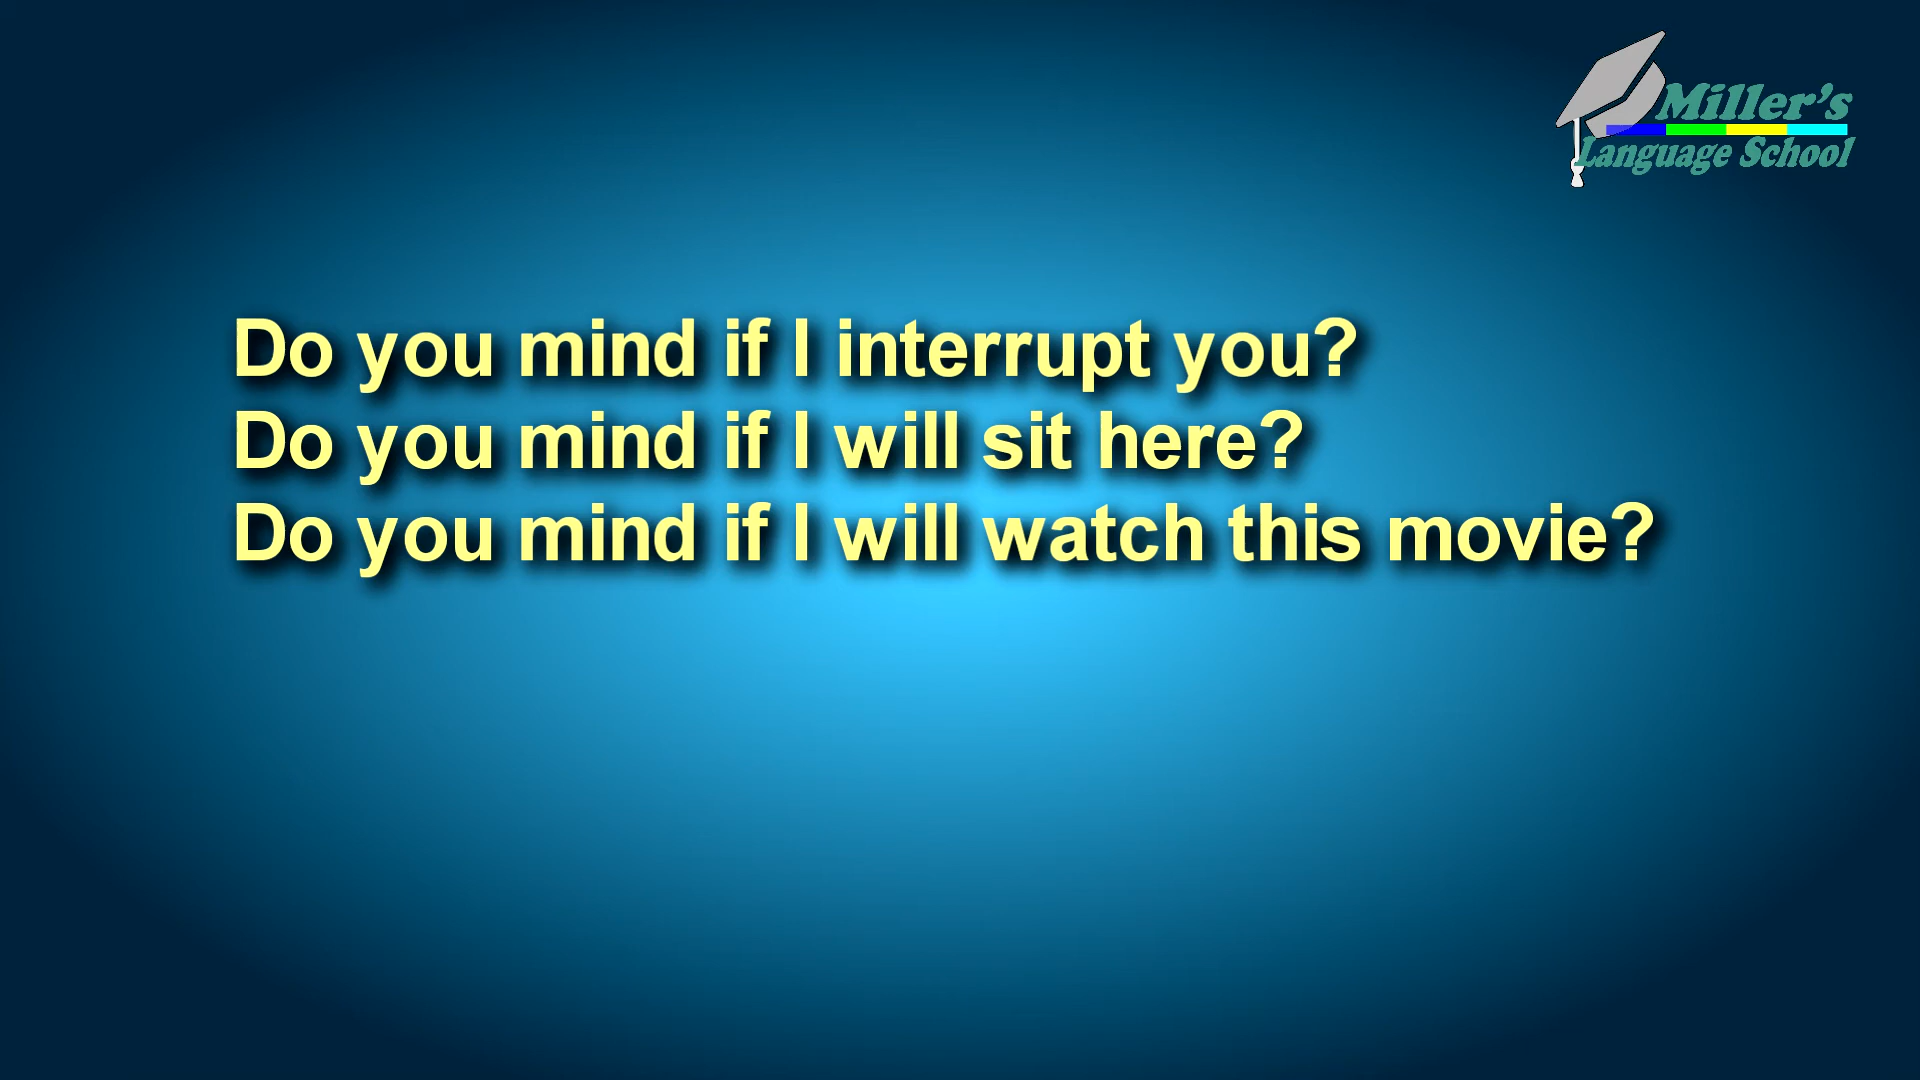 Miller's
Language School
Do you mind if I interrupt you?
Do you mind if I will sit here?
Do you mind if I will watch this movie?